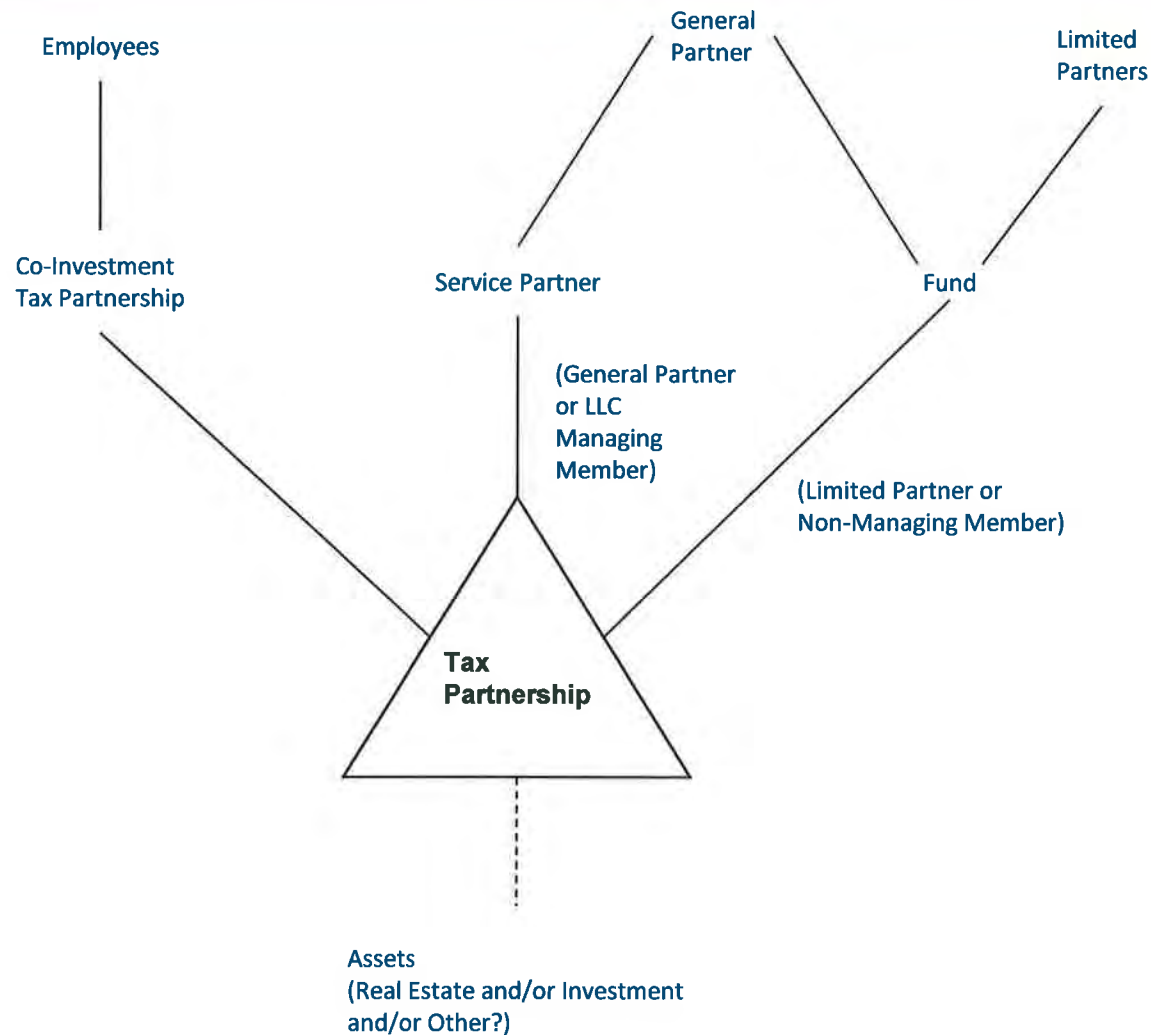 Employees
General
Partner
Limited
Partners
Co-Investment
Tax Partnership
Service Partner
Fund
(General Partner
or LLC
Managing
Member)
(Limited Partner or
Non-Managing Member)
Tax
Partnership
Assets
(Real Estate and/or Investment
and/or Other?)